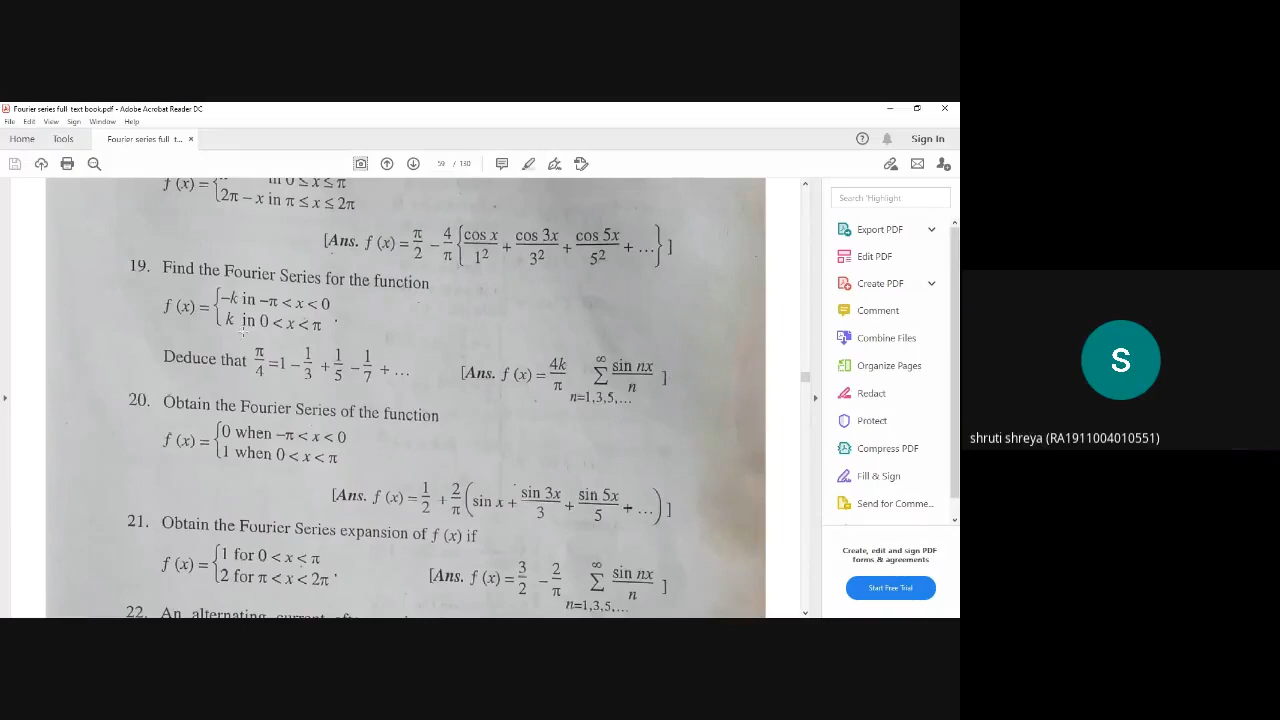 Fourier series full text book.pdf - Adobe Acrobat Reader DC
File Edit View Sign Window Help
Home Tools Fourier series full t... × Sign In
59 / 130
Search 'Highlight
f (x) = { in 0 ≤ x ≤ π
2π − x in π ≤ x ≤ 2π
[Ans. f (x) = π/2 − 4/π { cos x/1² + cos 3x/3² + cos 5x/5² + ... } ]
19. Find the Fourier Series for the function
f (x) = { −k in −π < x < 0
k in 0 < x < π .
Deduce that π/4 = 1 − 1/3 + 1/5 − 1/7 + ... [Ans. f (x) = 4k/π ∑ sin nx/n ]
∞
n=1,3,5,...
20. Obtain the Fourier Series of the function
f (x) = { 0 when −π < x < 0
1 when 0 < x < π
[Ans. f (x) = 1/2 + 2/π ( sin x + sin 3x/3 + sin 5x/5 + ... ) ]
21. Obtain the Fourier Series expansion of f (x) if
f (x) = { 1 for 0 < x < π
2 for π < x < 2π .
[Ans. f (x) = 3/2 − 2/π ∑ sin nx/n ]
∞
n=1,3,5,...
22. An alternating current
Export PDF
Edit PDF
Create PDF
Comment
Combine Files
Organize Pages
Redact
Protect
Compress PDF
Fill & Sign
Send for Comme...
Create, edit and sign PDF
forms & agreements
Start Free Trial
S
shruti shreya (RA1911004010551)